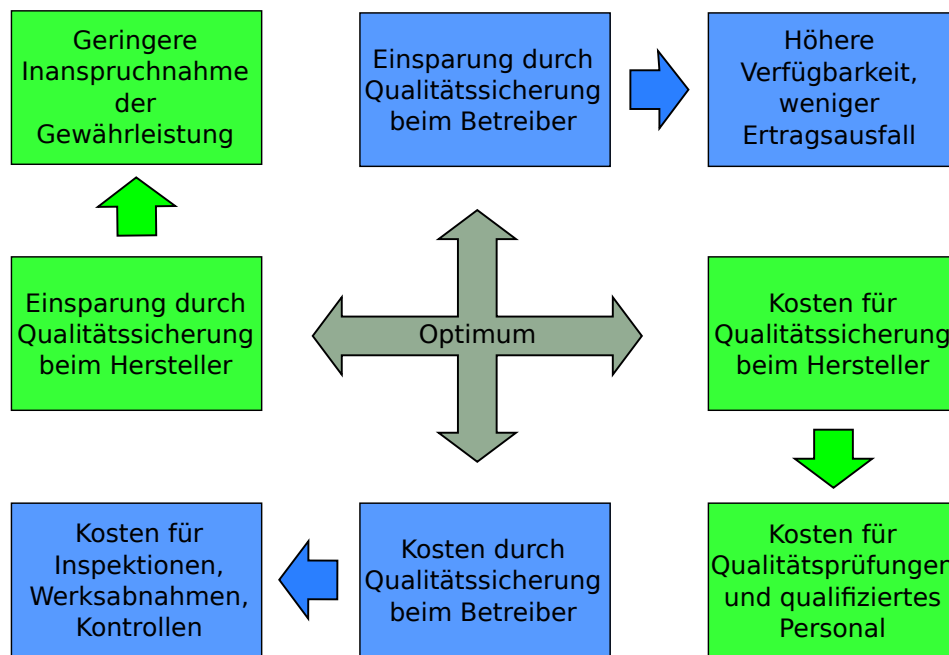 Geringere
Inanspruchnahme
der
Gewährleistung
Einsparung durch
Qualitätssicherung
beim Betreiber
Höhere
Verfügbarkeit,
weniger
Ertragsausfall
Einsparung durch
Qualitätssicherung
beim Hersteller
Optimum
Kosten für
Qualitätssicherung
beim Hersteller
Kosten für
Inspektionen,
Werksabnahmen,
Kontrollen
Kosten durch
Qualitätssicherung
beim Betreiber
Kosten für
Qualitätsprüfungen
und qualifiziertes
Personal